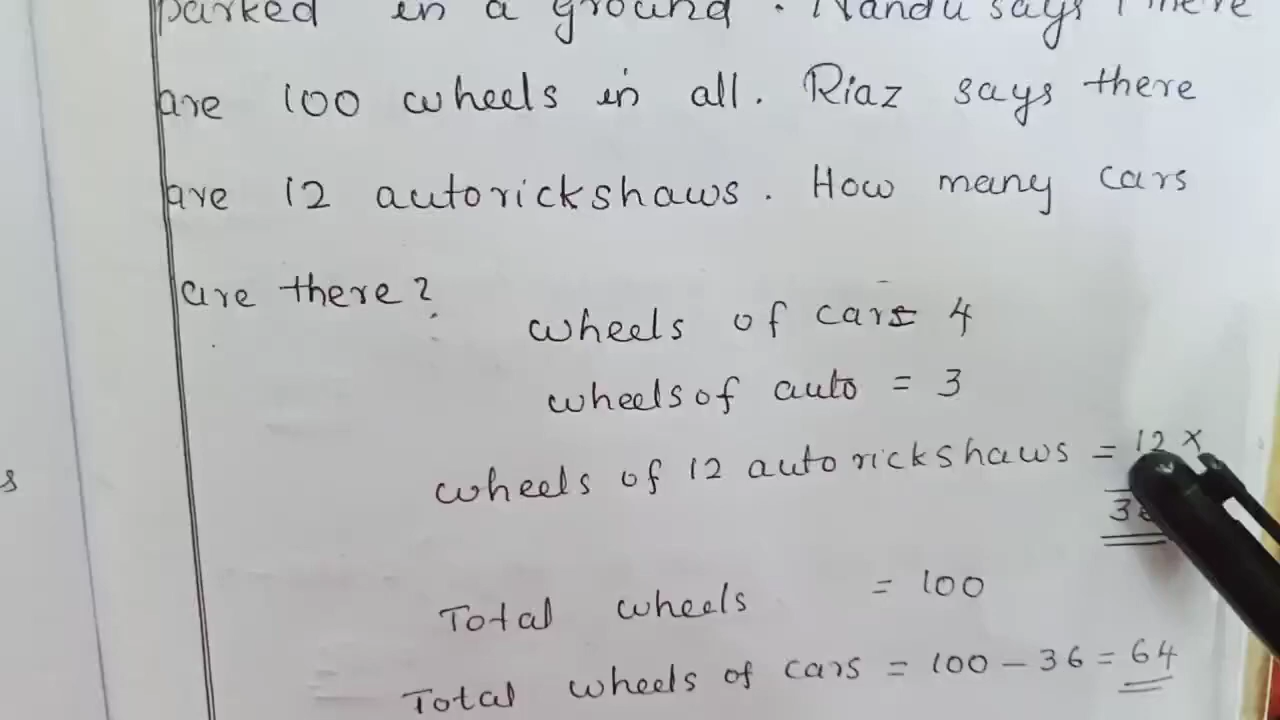 parked in a ground. Nandu says There
are 100 wheels in all. Riaz says there
are 12 autorickshaws. How many cars
are there?
wheels of cars = 4
wheels of auto = 3
wheels of 12 autorickshaws = 12 x
Total wheels = 100
Total wheels of cars = 100 - 36 = 64
s